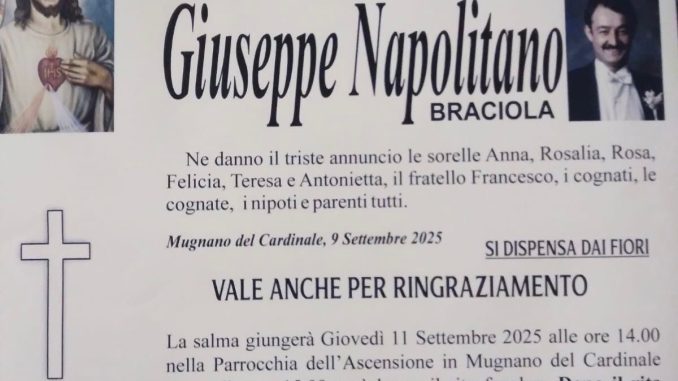 Giuseppe Napolitano
BRACIOLA
Ne danno il triste annuncio le sorelle Anna, Rosalia, Rosa,
Felicia, Teresa e Antonietta, il fratello Francesco, i cognati, le
cognate, i nipoti e parenti tutti.
Mugnano del Cardinale, 9 Settembre 2025
SI DISPENSA DAI FIORI
VALE ANCHE PER RINGRAZIAMENTO
La salma giungerà Giovedì 11 Settembre 2025 alle ore 14.00
nella Parrocchia dell'Ascensione in Mugnano del Cardinale